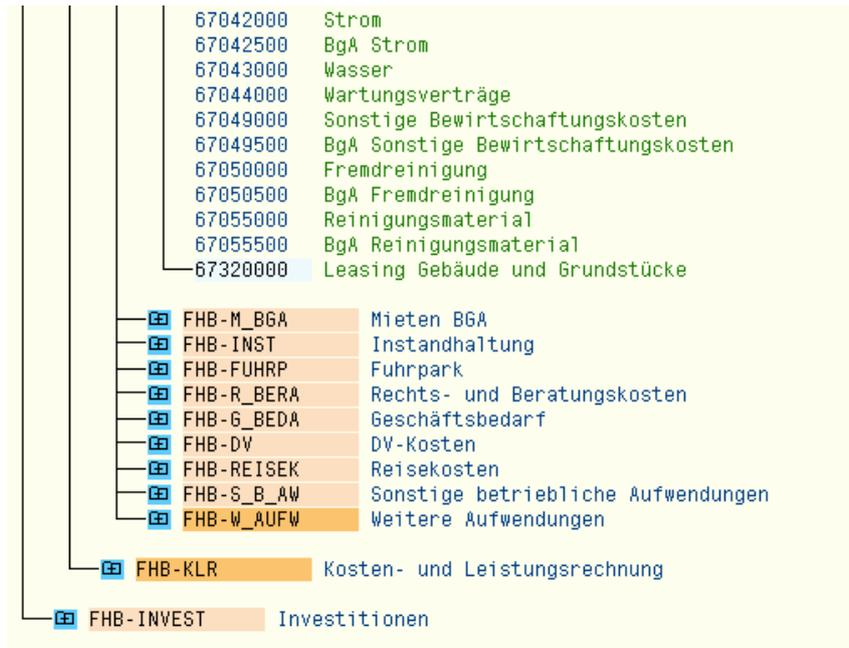 67042000 Strom
67042500 BgA Strom
67043000 Wasser
67044000 Wartungsverträge
67049000 Sonstige Bewirtschaftungskosten
67049500 BgA Sonstige Bewirtschaftungskosten
67050000 Fremdreinigung
67050500 BgA Fremdreinigung
67055000 Reinigungsmaterial
67055500 BgA Reinigungsmaterial
67320000 Leasing Gebäude und Grundstücke
FHB-M_BGA Mieten BGA
FHB-INST Instandhaltung
FHB-FUHRP Fuhrpark
FHB-R_BERA Rechts- und Beratungskosten
FHB-G_BEDA Geschäftsbedarf
FHB-DV DV-Kosten
FHB-REISEK Reisekosten
FHB-S_B_AW Sonstige betriebliche Aufwendungen
FHB-W_AUFW Weitere Aufwendungen
FHB-KLR Kosten- und Leistungsrechnung
FHB-INVEST Investitionen